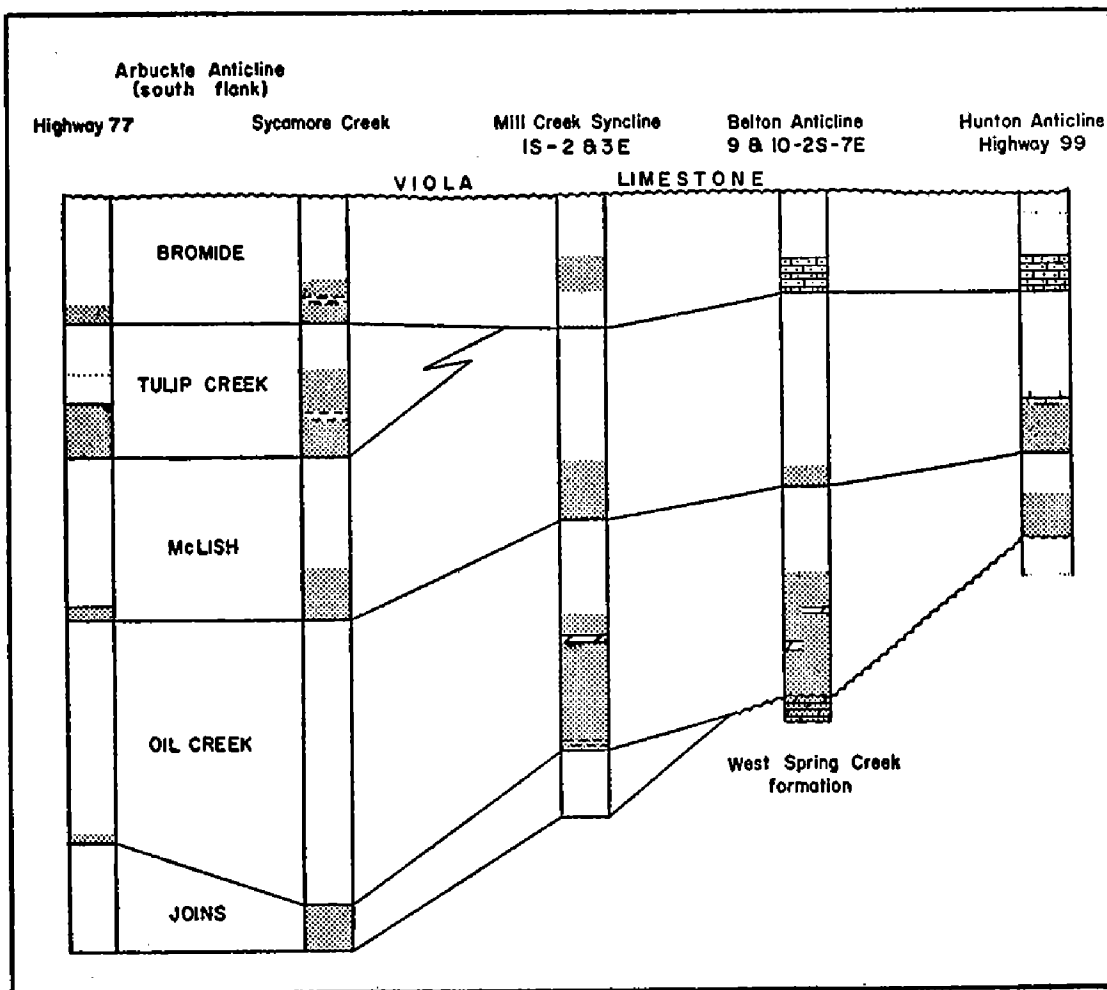 Arbuckle Anticline
(south flank)
Highway 77
Sycamore Creek
Mill Creek Syncline
1S-2 & 3E
Belton Anticline
9 & 10-2S-7E
Hunton Anticline
Highway 99
VIOLA LIMESTONE
BROMIDE
TULIP CREEK
McLISH
OIL CREEK
JOINS
West Spring Creek
formation